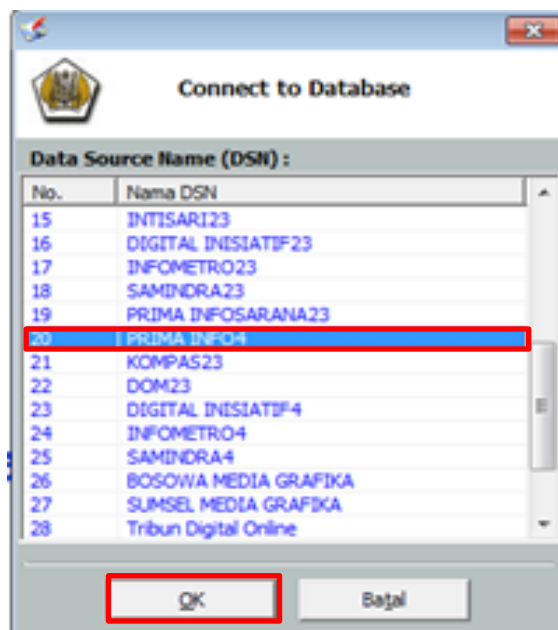 Connect to Database
Data Source Name (DSN) :
No. Nama DSN
15 INTISARI23
16 DIGITAL INISIATIF23
17 INFOMETRO23
18 SAMINDRA23
19 PRIMA INFOSARANA23
20 PRIMA INFO4
21 KOMPAS23
22 DOM23
23 DIGITAL INISIATIF4
24 INFOMETRO4
25 SAMINDRA4
26 BOSOWA MEDIA GRAFIKA
27 SUMSEL MEDIA GRAFIKA
28 Tribun Digital Online
OK Batal